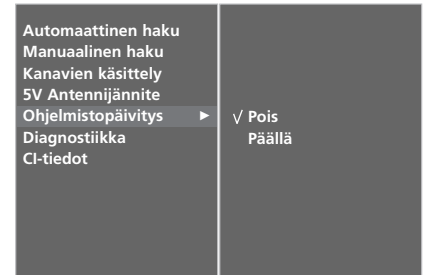 Automaattinen haku
Manuaalinen haku
Kanavien käsittely
5V Antennijännite
Ohjelmistopäivitys ►
Diagnostiikka
CI-tiedot
√ Pois
Päällä